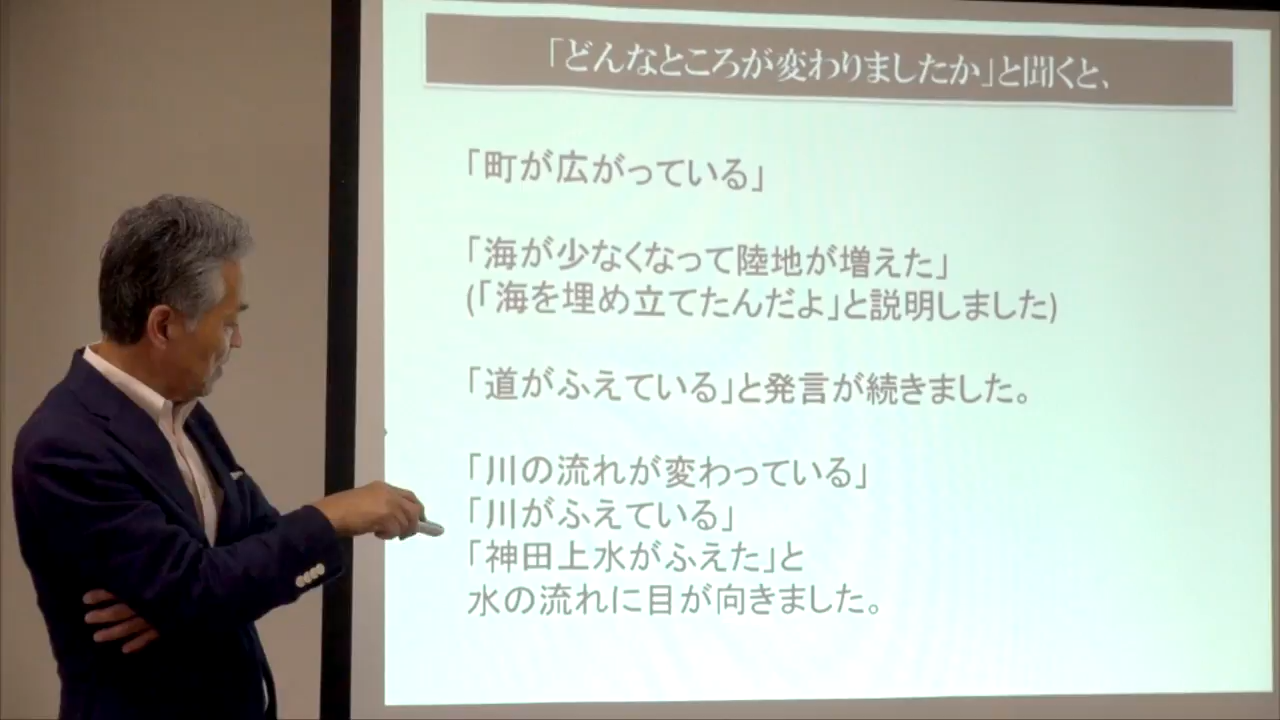 「どんなところが変わりましたか」と聞くと、
「町が広がっている」
「海が少なくなって陸地が増えた」
(「海を埋め立てたんだよ」と説明しました)
「道がふえている」と発言が続きました。
「川の流れが変わっている」
「川がふえている」
「神田上水がふえた」と
水の流れに目が向きました。